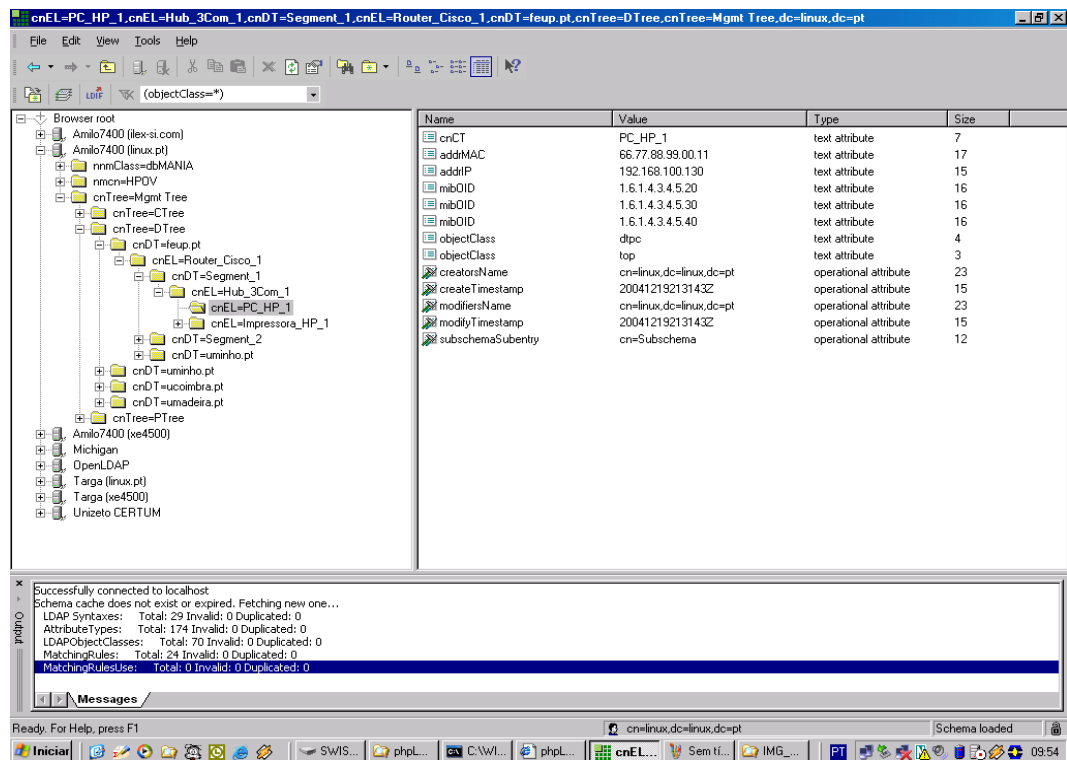 cnEL=PC_HP_1,cnEL=Hub_3Com_1,cnDT=Segment_1,cnEL=Router_Cisco_1,cnDT=feup.pt,cnTree=DTree,cnTree=Mgmt Tree,dc=linux,dc=pt
File Edit View Tools Help
LDIF (objectClass=*)
Browser root
Amilo7400 (ilex-si.com)
Amilo7400 (linux.pt)
nnmClass=dbMANIA
nmcn=HPOV
cnTree=Mgmt Tree
cnTree=CTree
cnTree=DTree
cnDT=feup.pt
cnEL=Router_Cisco_1
cnDT=Segment_1
cnEL=Hub_3Com_1
cnEL=PC_HP_1
cnEL=Impressora_HP_1
cnDT=Segment_2
cnDT=uminho.pt
cnDT=uminho.pt
cnDT=ucoimbra.pt
cnDT=umadeira.pt
cnTree=PTree
Amilo7400 (xe4500)
Michigan
OpenLDAP
Targa (linux.pt)
Targa (xe4500)
Unizeto CERTUM
Name Value Type Size
cnCT PC_HP_1 text attribute 7
addrMAC 66.77.88.99.00.11 text attribute 17
addrIP 192.168.100.130 text attribute 15
mibOID 1.6.1.4.3.4.5.20 text attribute 16
mibOID 1.6.1.4.3.4.5.30 text attribute 16
mibOID 1.6.1.4.3.4.5.40 text attribute 16
objectClass dtpc text attribute 4
objectClass top text attribute 3
creatorsName cn=linux,dc=linux,dc=pt operational attribute 23
createTimestamp 20041219213143Z operational attribute 15
modifiersName cn=linux,dc=linux,dc=pt operational attribute 23
modifyTimestamp 20041219213143Z operational attribute 15
subschemaSubentry cn=Subschema operational attribute 12
Output
Successfully connected to localhost
Schema cache does not exist or expired. Fetching new one...
LDAP Syntaxes: Total: 29 Invalid: 0 Duplicated: 0
AttributeTypes: Total: 174 Invalid: 0 Duplicated: 0
LDAPObjectClasses: Total: 70 Invalid: 0 Duplicated: 0
MatchingRules: Total: 24 Invalid: 0 Duplicated: 0
MatchingRulesUse: Total: 0 Invalid: 0 Duplicated: 0
Messages
Ready. For Help, press F1 cn=linux,dc=linux,dc=pt Schema loaded
Iniciar SWIS... phpL... C:\WI... phpL... cnEL... Sem tí... IMG_... PT 09:54